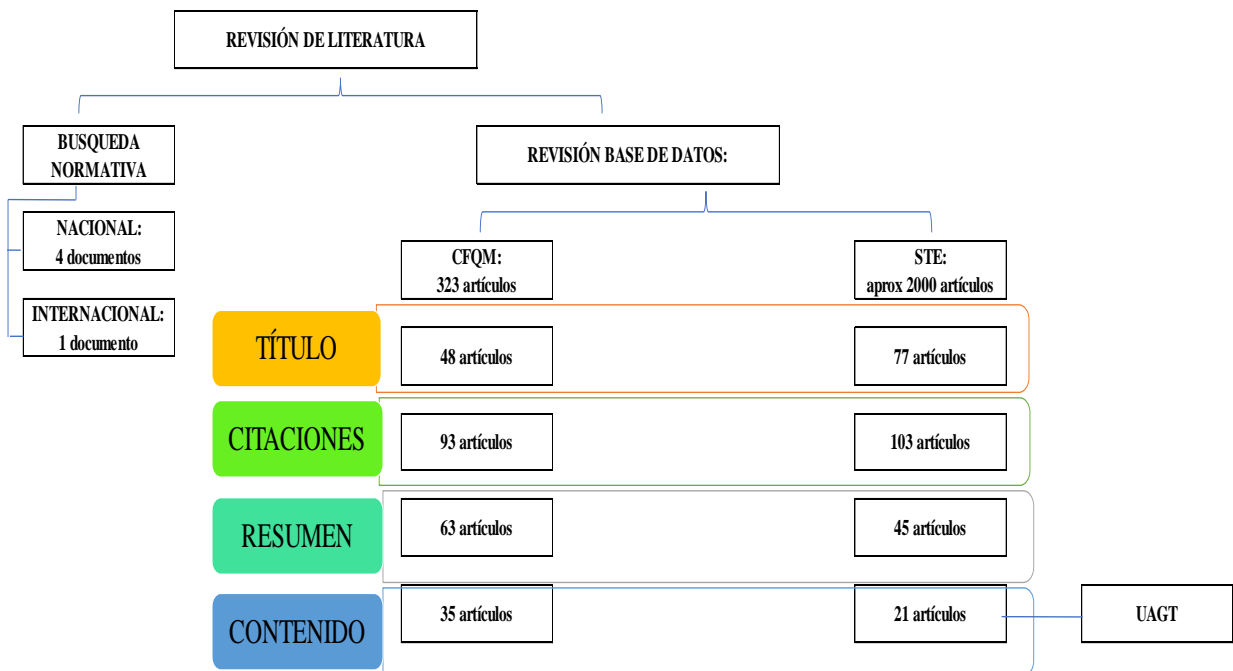 REVISIÓN DE LITERATURA
BUSQUEDA
NORMATIVA
REVISIÓN BASE DE DATOS:
NACIONAL:
4 documentos
INTERNACIONAL:
1 documento
CFQM:
323 artículos
STE:
aprox 2000 artículos
TÍTULO
48 artículos
77 artículos
CITACIONES
93 artículos
103 artículos
RESUMEN
63 artículos
45 artículos
CONTENIDO
35 artículos
21 artículos
UAGT